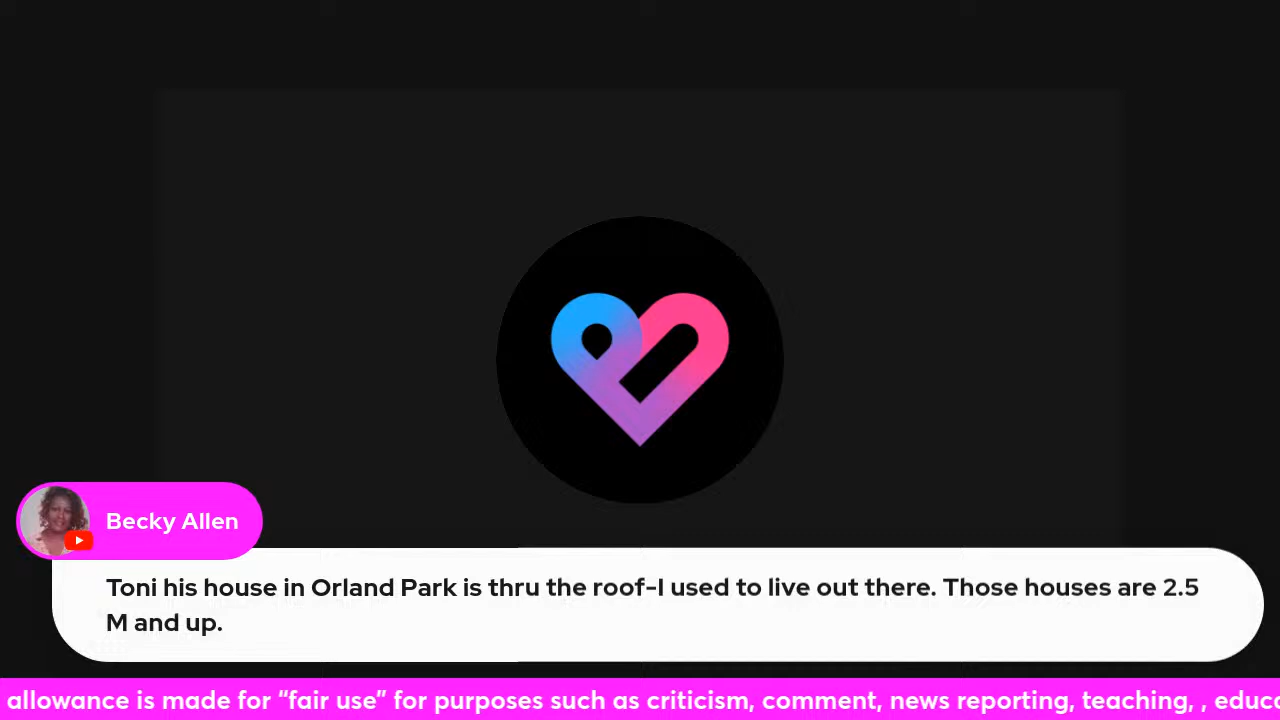 Becky Allen
Toni his house in Orland Park is thru the roof-I used to live out there. Those houses are 2.5
M and up.
allowance is made for “fair use” for purposes such as criticism, comment, news reporting, teaching, , educa